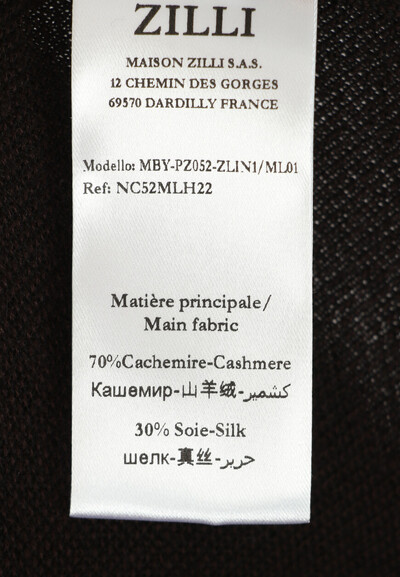 ZILLI
MAISON ZILLI S.A.S.
12 CHEMIN DES GORGES
69570 DARDILLY FRANCE
Modello: MBY-PZ052-ZLIN1/ML01
Ref: NC52MLH22
Matière principale/
Main fabric
70%Cachemire-Cashmere
Кашемир-山羊绒-كشمير
30% Soie-Silk
шелк-真丝-حرير